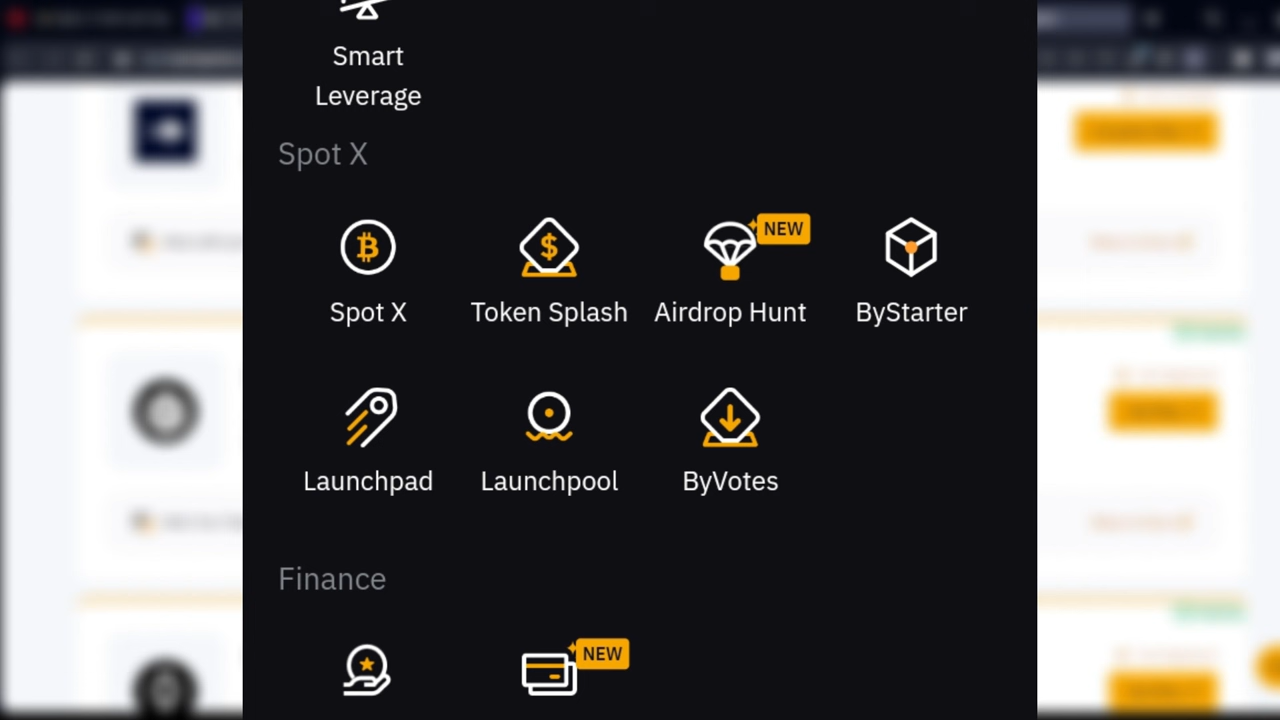 Smart
Leverage
Spot X
NEW
Spot X
Token Splash
Airdrop Hunt
ByStarter
Launchpad
Launchpool
ByVotes
Finance
NEW